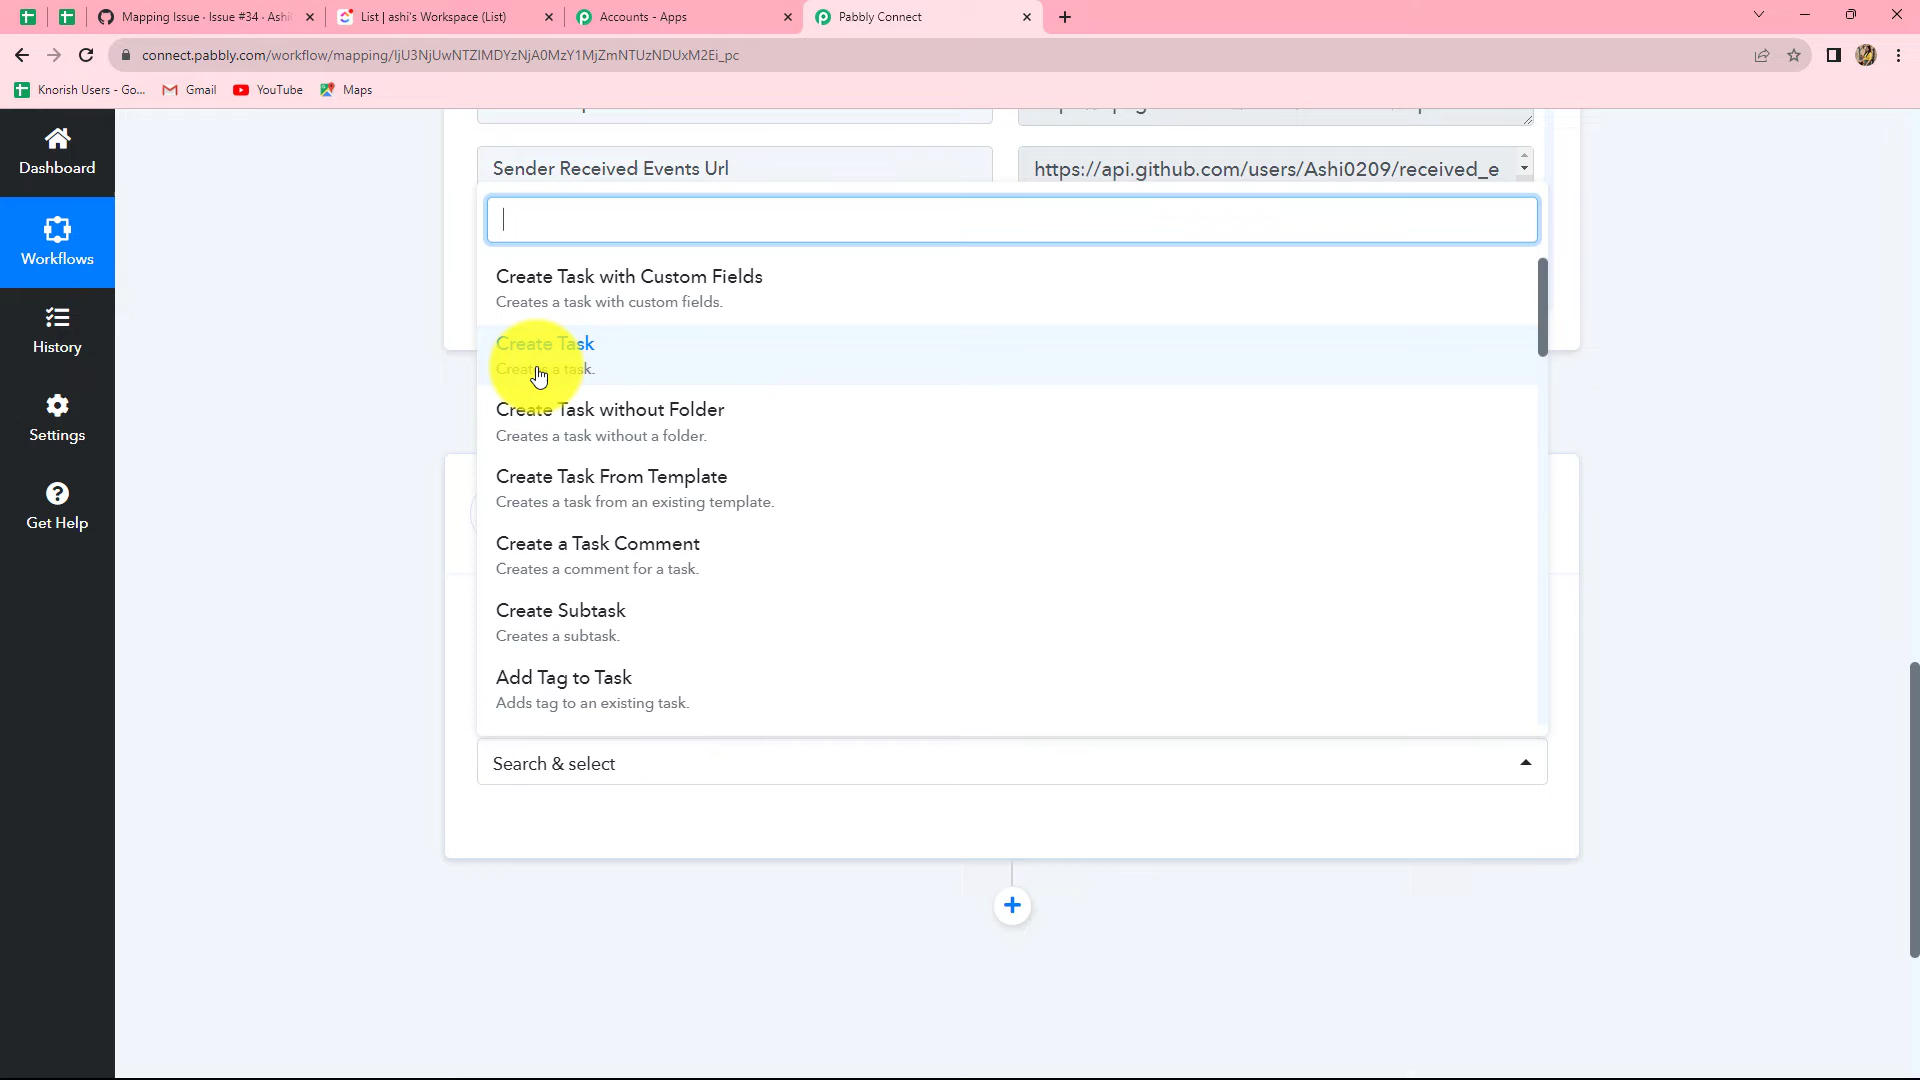 Mapping Issue · Issue #34 · Ashi
List | ashi's Workspace (List)
Accounts - Apps
Pabbly Connect
connect.pabbly.com/workflow/mapping/IjU3NjUwNTZlMDYzNjA0MzY1MjZmNTUzNDUxM2Ei_pc
Knorish Users - Go...
Gmail
YouTube
Maps
Dashboard
Workflows
History
Settings
Get Help
Sender Received Events Url
https://api.github.com/users/Ashi0209/received_e
Create Task with Custom Fields
Creates a task with custom fields.
Create Task
Creates a task.
Create Task without Folder
Creates a task without a folder.
Create Task From Template
Creates a task from an existing template.
Create a Task Comment
Creates a comment for a task.
Create Subtask
Creates a subtask.
Add Tag to Task
Adds tag to an existing task.
Search & select